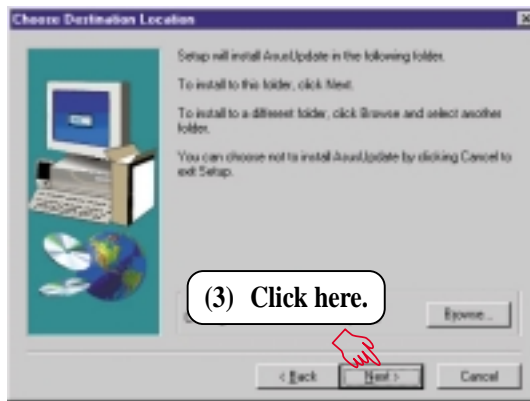 Choose Destination Location
Setup will install AsusUpdate in the following folder.
To install to this folder, click Next.
To install to a different folder, click Browse and select another
folder.
You can choose not to install AsusUpdate by clicking Cancel to
exit Setup.
(3) Click here.
Browse...
< Back
Next >
Cancel